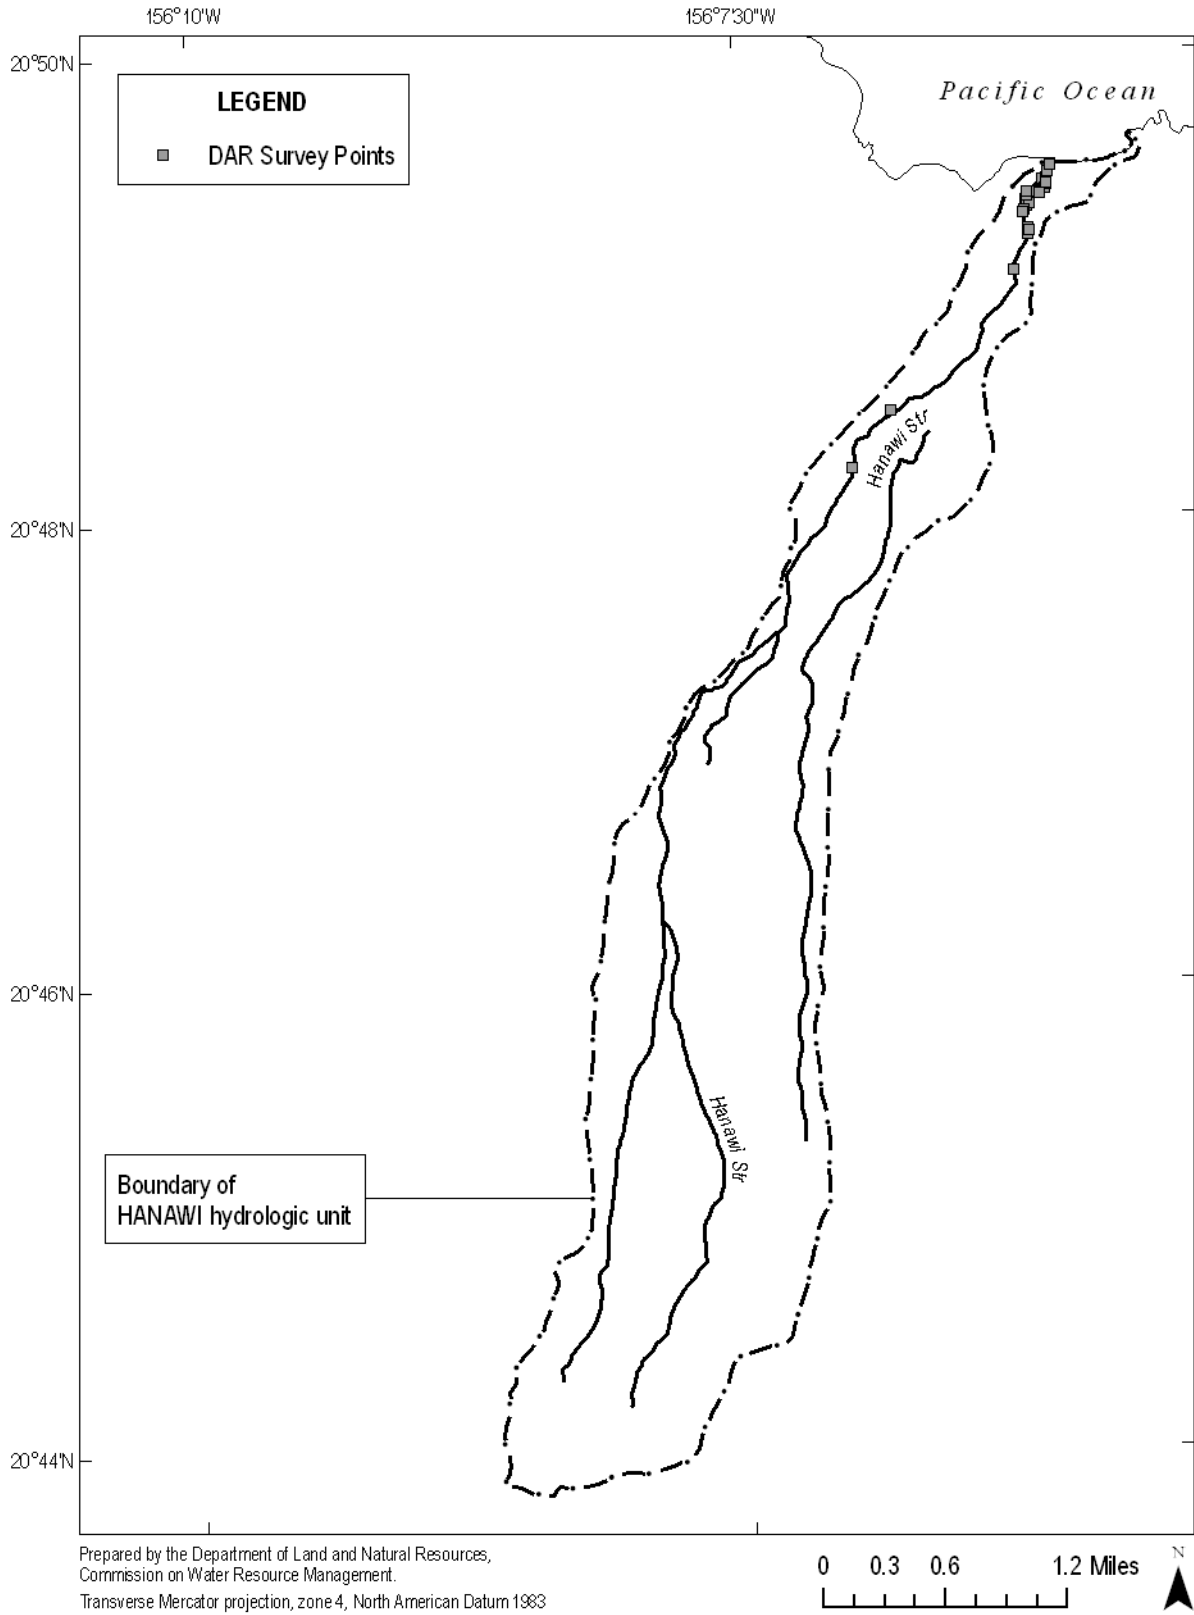 156°10'W
156°7'30"W
20°50'N
LEGEND
DAR Survey Points
Pacific Ocean
Hanawi Str
20°48'N
20°46'N
Hanawi Str
Boundary of
HANAWI hydrologic unit
20°44'N
Prepared by the Department of Land and Natural Resources,
Commission on Water Resource Management.
Transverse Mercator projection, zone 4, North American Datum 1983
0 0.3 0.6 1.2 Miles
N